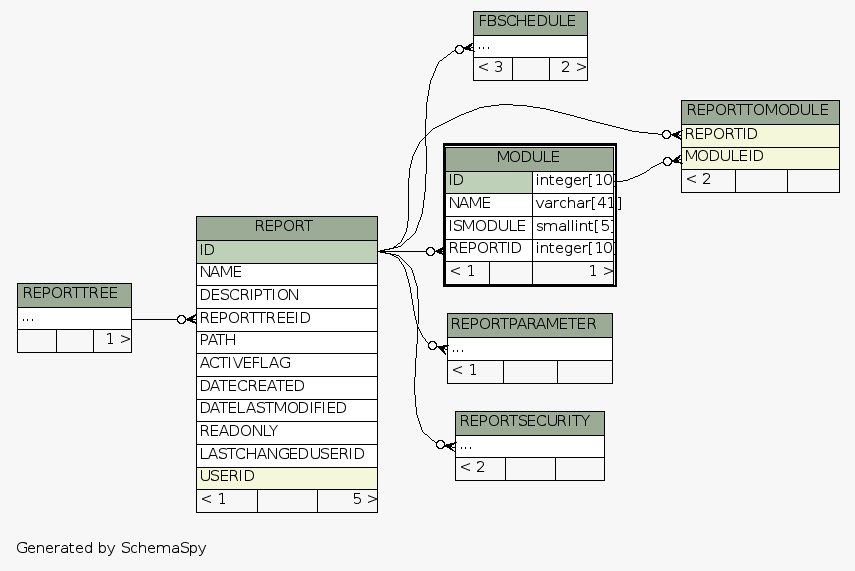 FBSCHEDULE
...
< 3 2 >
REPORTTOMODULE
REPORTID
MODULEID
< 2
MODULE
ID integer[10]
NAME varchar[41]
ISMODULE smallint[5]
REPORTID integer[10]
< 1 1 >
REPORT
ID
NAME
DESCRIPTION
REPORTTREEID
PATH
ACTIVEFLAG
DATECREATED
DATELASTMODIFIED
READONLY
LASTCHANGEDUSERID
USERID
< 1 5 >
REPORTTREE
...
1 >
REPORTPARAMETER
...
< 1
REPORTSECURITY
...
< 2
Generated by SchemaSpy